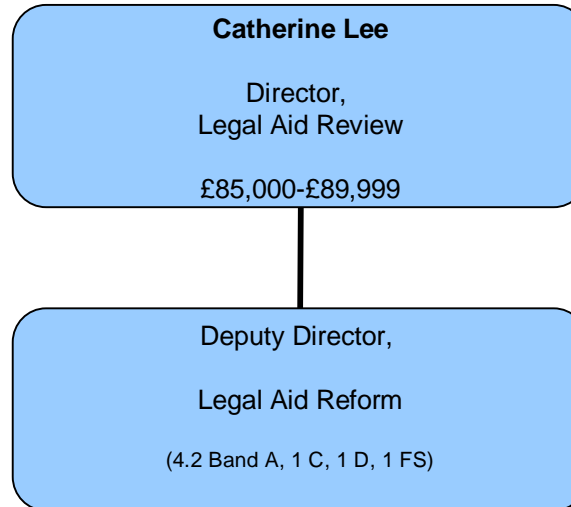 Catherine Lee
Director,
Legal Aid Review
£85,000-£89,999
Deputy Director,
Legal Aid Reform
(4.2 Band A, 1 C, 1 D, 1 FS)